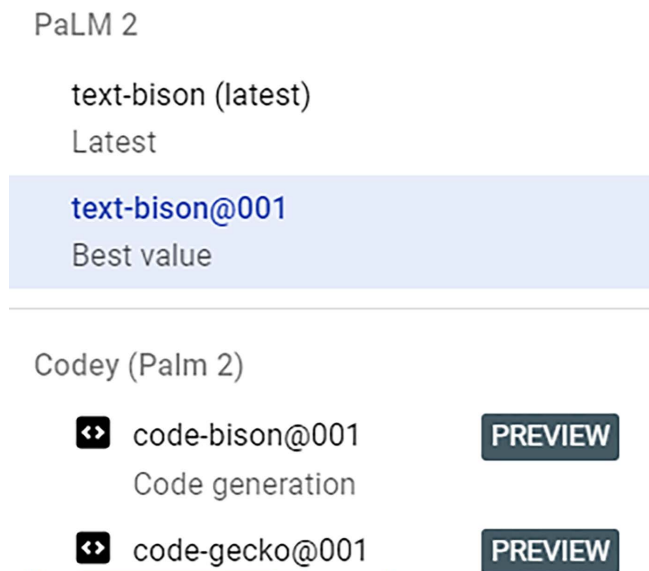 PaLM 2
text-bison (latest)
Latest
text-bison@001
Best value
Codey (Palm 2)
code-bison@001 PREVIEW
Code generation
code-gecko@001 PREVIEW